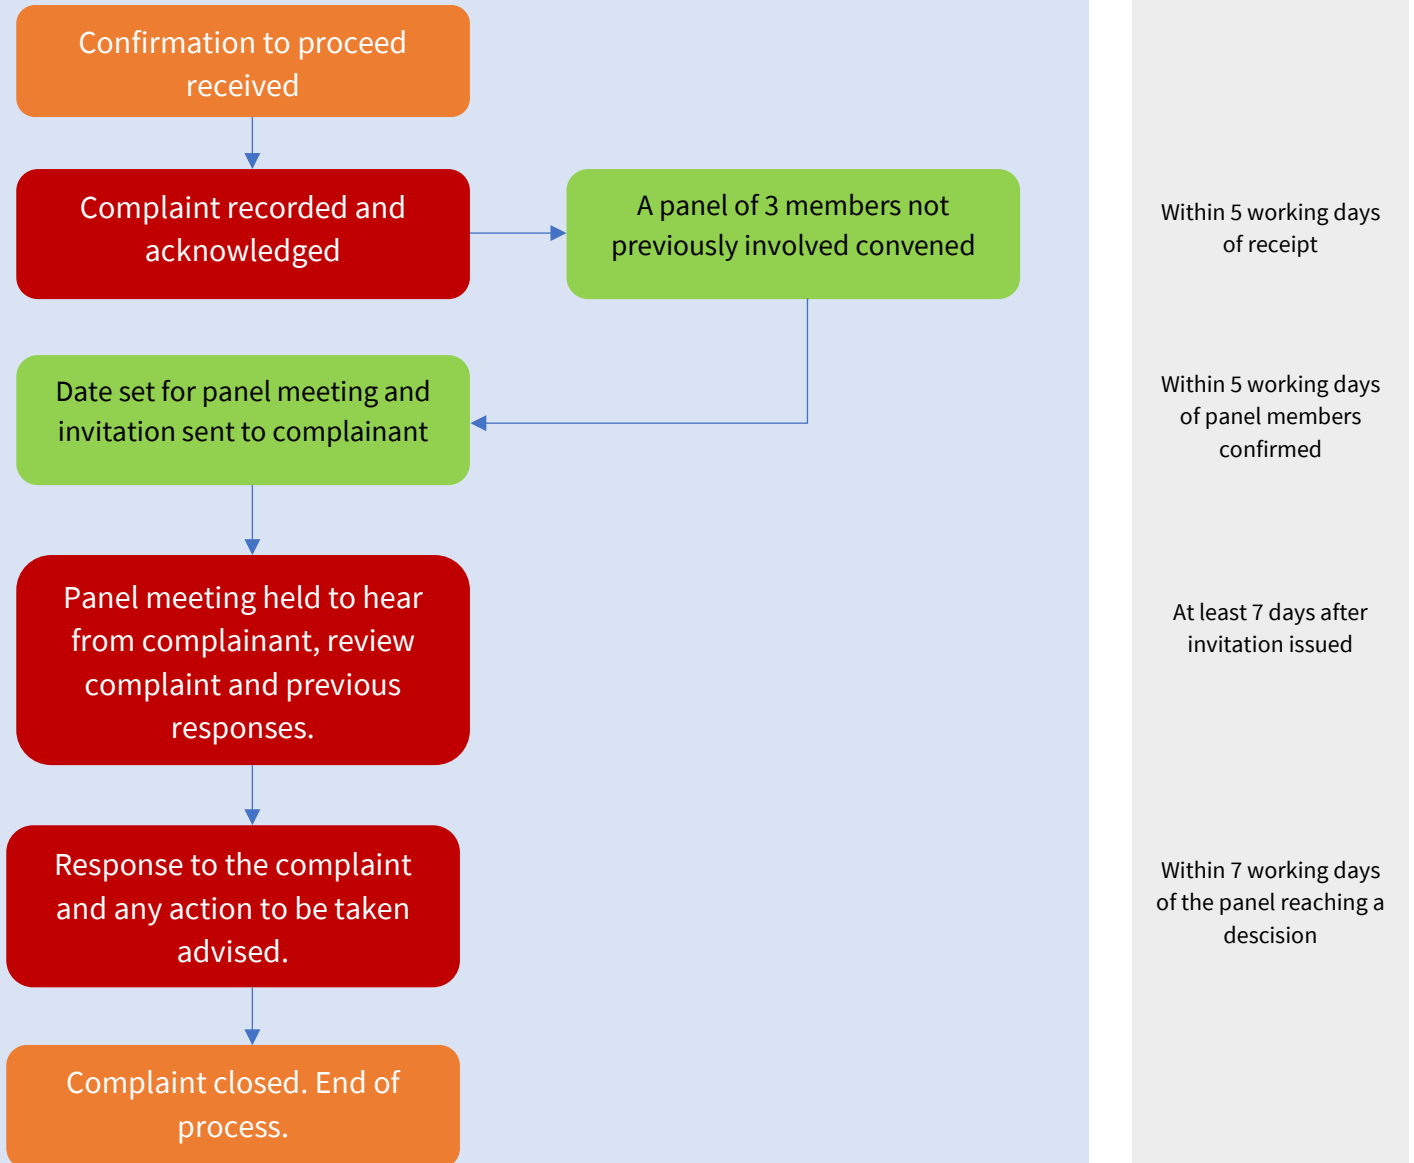 Confirmation to proceed
received
Complaint recorded and
acknowledged
A panel of 3 members not
previously involved convened
Within 5 working days
of receipt
Date set for panel meeting and
invitation sent to complainant
Within 5 working days
of panel members
confirmed
Panel meeting held to hear
from complainant, review
complaint and previous
responses.
At least 7 days after
invitation issued
Response to the complaint
and any action to be taken
advised.
Within 7 working days
of the panel reaching a
descision
Complaint closed. End of
process.